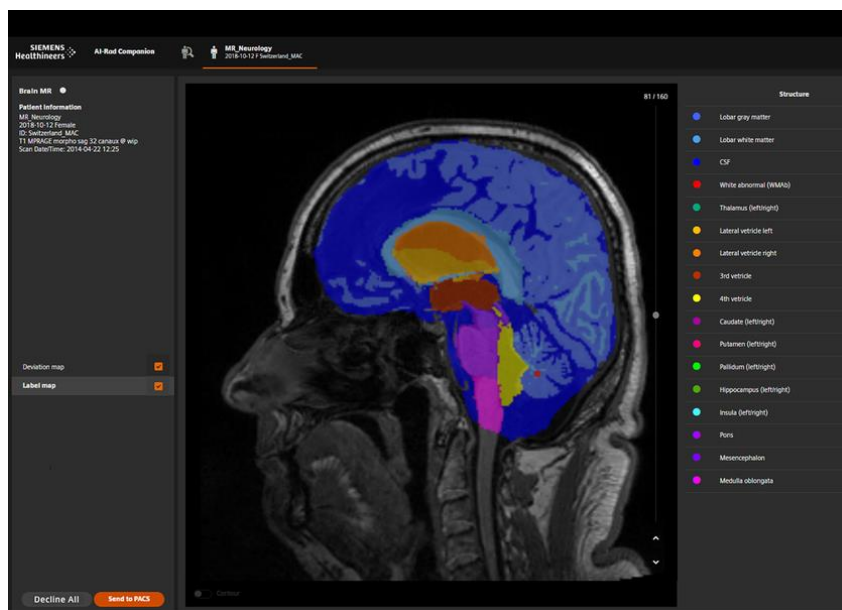 SIEMENS
Healthineers
AI-Rad Companion
MR_Neurology
2018-10-12 F Switzerland_MAC
Brain MR
Patient Information
MR_Neurology
2018-10-12 Female
ID: Switzerland_MAC
T1 MPRAGE morpho sag 32 canaux @ wip
Scan Date/Time: 2014-04-22 12:25
Deviation map
Label map
Decline All
Send to PACS
81 / 160
Contour
Structure
Lobar gray matter
Lobar white matter
CSF
White abnormal (WMAb)
Thalamus (left/right)
Lateral vetricle left
Lateral vetricle right
3rd vetricle
4th vetricle
Caudate (left/right)
Putamen (left/right)
Pallidum (left/right)
Hippocampus (left/right)
Insula (left/right)
Pons
Mesencephalon
Medulla oblongata